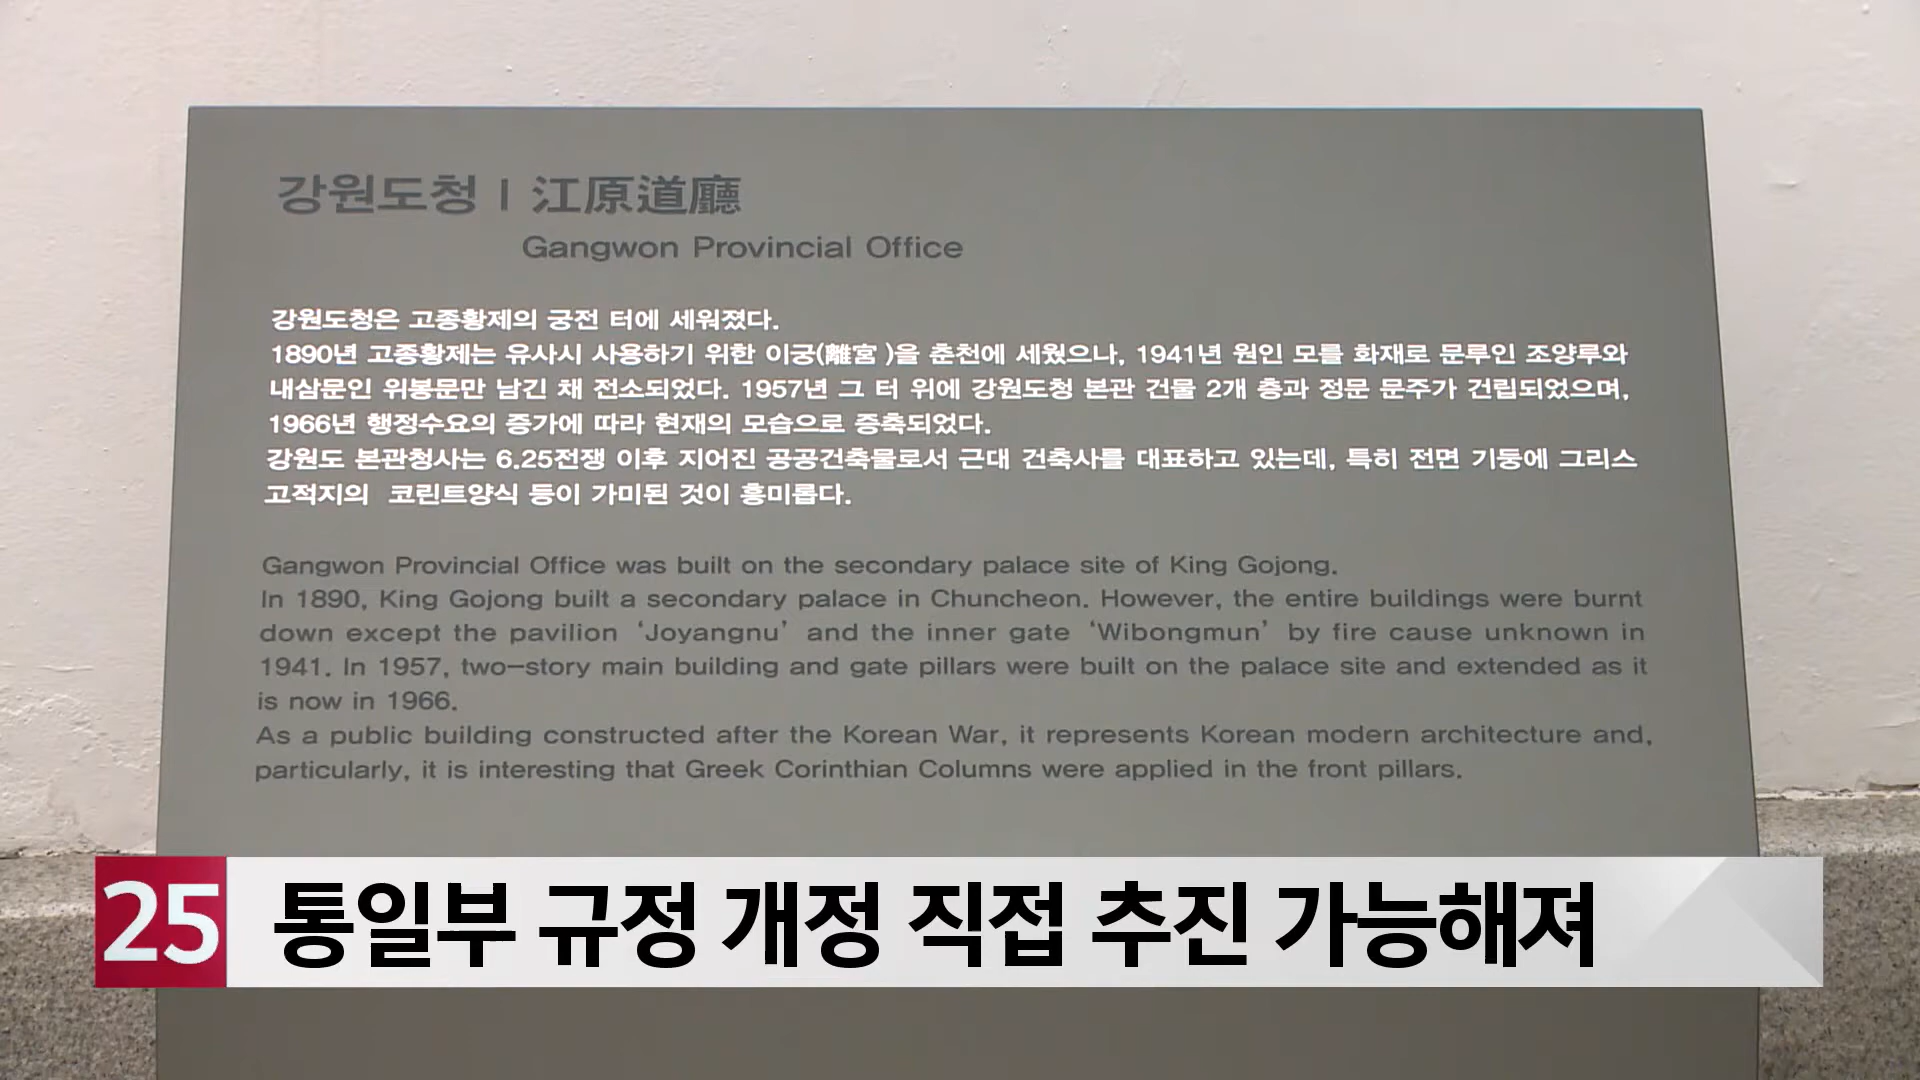 강원도청 | 江原道廳
Gangwon Provincial Office
강원도청은 고종황제의 궁전 터에 세워졌다.
1890년 고종황제는 유사시 사용하기 위한 이궁(離宮 )을 춘천에 세웠으나, 1941년 원인 모를 화재로 문루인 조양루와
내삼문인 위봉문만 남긴 채 전소되었다. 1957년 그 터 위에 강원도청 본관 건물 2개 층과 정문 문주가 건립되었으며,
1966년 행정수요의 증가에 따라 현재의 모습으로 증축되었다.
강원도 본관청사는 6.25전쟁 이후 지어진 공공건축물로서 근대 건축사를 대표하고 있는데, 특히 전면 기둥에 그리스
고적지의 코린트양식 등이 가미된 것이 흥미롭다.
Gangwon Provincial Office was built on the secondary palace site of King Gojong.
In 1890, King Gojong built a secondary palace in Chuncheon. However, the entire buildings were burnt
down except the pavilion ‘Joyangnu’ and the inner gate ‘Wibongmun’ by fire cause unknown in
1941. In 1957, two-story main building and gate pillars were built on the palace site and extended as it
is now in 1966.
As a public building constructed after the Korean War, it represents Korean modern architecture and,
particularly, it is interesting that Greek Corinthian Columns were applied in the front pillars.
25 통일부 규정 개정 직접 추진 가능해져